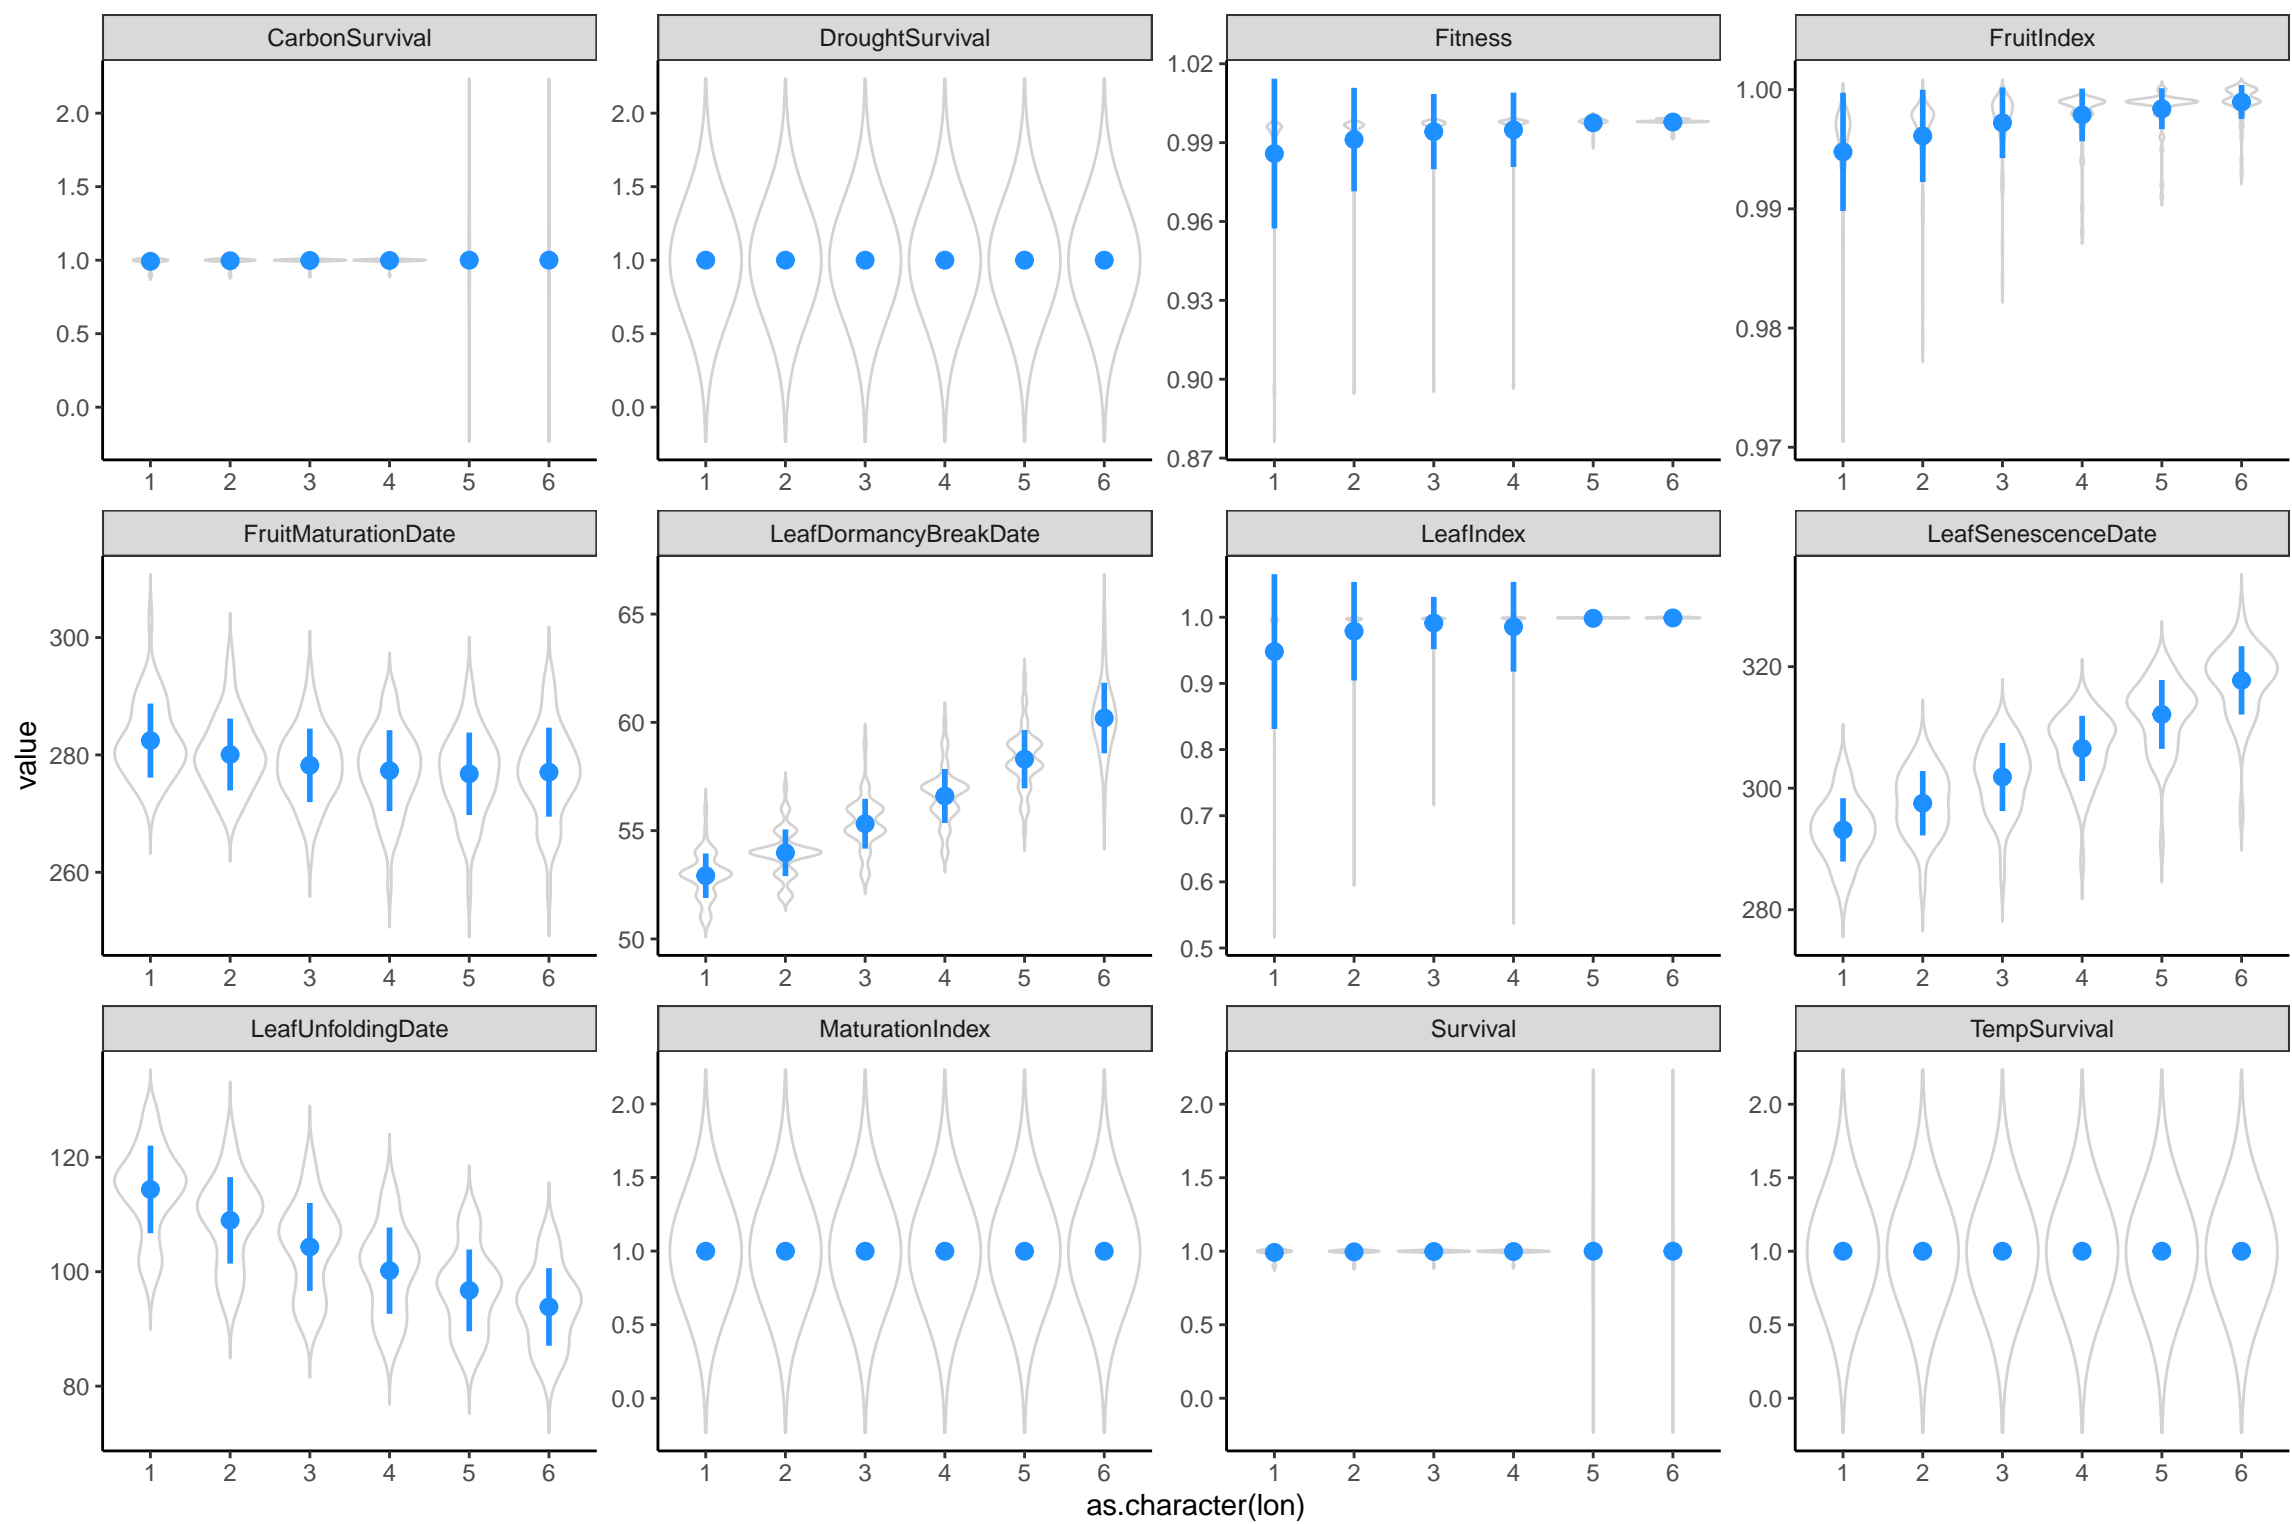 CarbonSurvival DroughtSurvival Fitness FruitIndex
2.0 1.5 1.0 0.5 0.0
2.0 1.5 1.0 0.5 0.0
1.02 0.99 0.96 0.93 0.90 0.87
1.00 0.99 0.98 0.97
1 2 3 4 5 6 1 2 3 4 5 6 1 2 3 4 5 6 1 2 3 4 5 6
FruitMaturationDate LeafDormancyBreakDate LeafIndex LeafSenescenceDate
300 280 260
65 60 55 50
1.0 0.9 0.8 0.7 0.6 0.5
320 300 280
1 2 3 4 5 6 1 2 3 4 5 6 1 2 3 4 5 6 1 2 3 4 5 6
value
LeafUnfoldingDate MaturationIndex Survival TempSurvival
120 100 80
2.0 1.5 1.0 0.5 0.0
2.0 1.5 1.0 0.5 0.0
2.0 1.5 1.0 0.5 0.0
1 2 3 4 5 6 1 2 3 4 5 6 1 2 3 4 5 6 1 2 3 4 5 6
as.character(lon)